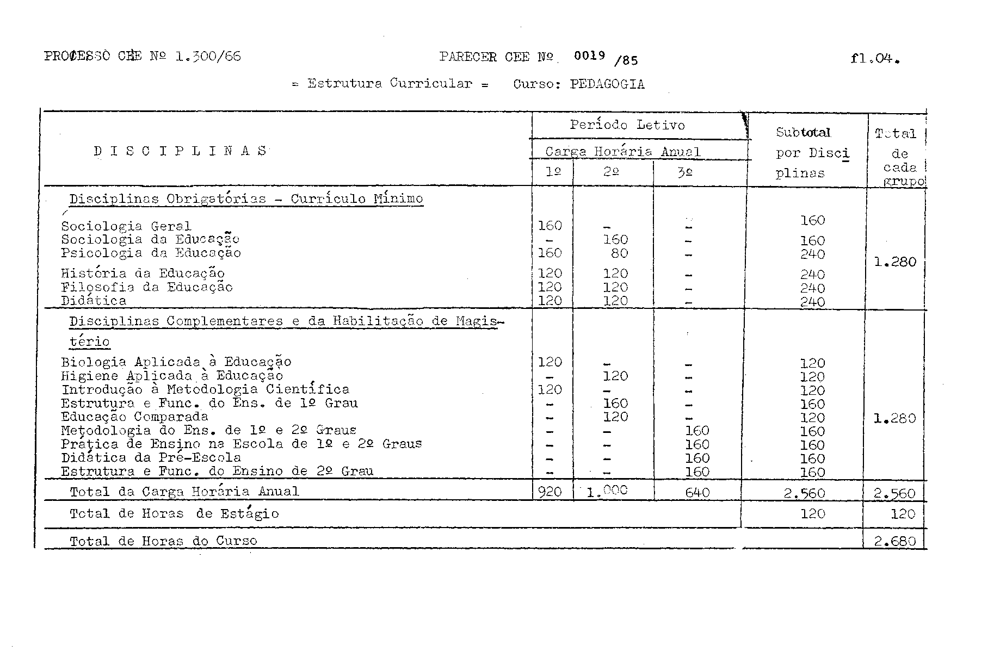 PROCESSO CEE Nº 1.300/66 PARECER CEE Nº 0019 /85 fl.04.
= Estrutura Curricular = Curso: PEDAGOGIA
DISCIPLINAS Período Letivo Subtotal por Disci plinas Total de cada grupo
Carga Horária Anual
1º 2º 3º
Disciplinas Obrigatórias - Currículo Mínimo
Sociologia Geral 160 - - 160
Sociologia da Educação - 160 - 160
Psicologia da Educação 160 80 - 240
1.280
História da Educação 120 120 - 240
Filosofia da Educação 120 120 - 240
Didática 120 120 - 240
Disciplinas Complementares e da Habilitação de Magis-
tério
Biologia Aplicada à Educação 120 - - 120
Higiene Aplicada à Educação - 120 - 120
Introdução à Metodologia Científica 120 - - 120
Estrutura e Func. do Ens. de 1º Grau - 160 - 160
Educação Comparada - 120 - 120 1.280
Metodologia do Ens. de 1º e 2º Graus - - 160 160
Prática de Ensino na Escola de 1º e 2º Graus - - 160 160
Didática da Pré-Escola - - 160 160
Estrutura e Func. do Ensino de 2º Grau - - 160 160
Total da Carga Horária Anual 920 1.000 640 2.560 2.560
Total de Horas de Estágio 120 120
Total de Horas do Curso 2.680